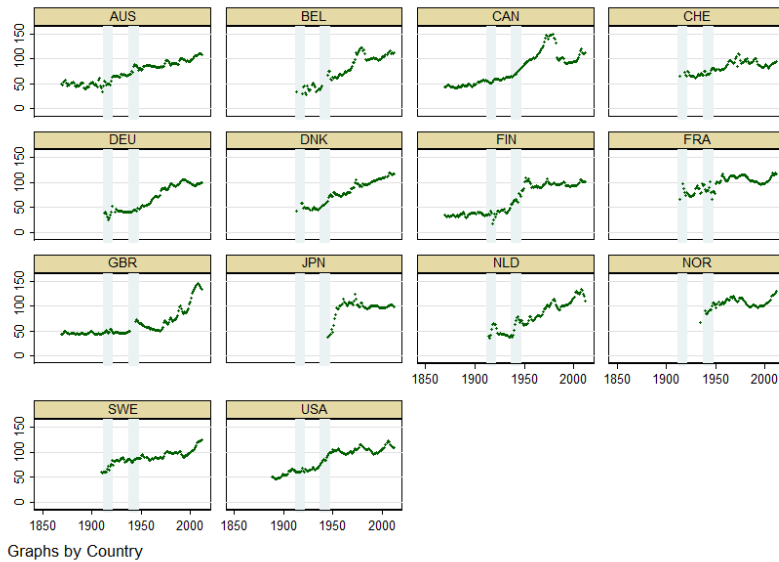 AUS BEL CAN CHE
0 50 100 150
DEU DNK FIN FRA
0 50 100 150
GBR JPN NLD NOR
0 50 100 150
1850 1900 1950 2000 1850 1900 1950 2000
SWE USA
0 50 100 150
1850 1900 1950 2000 1850 1900 1950 2000
Graphs by Country